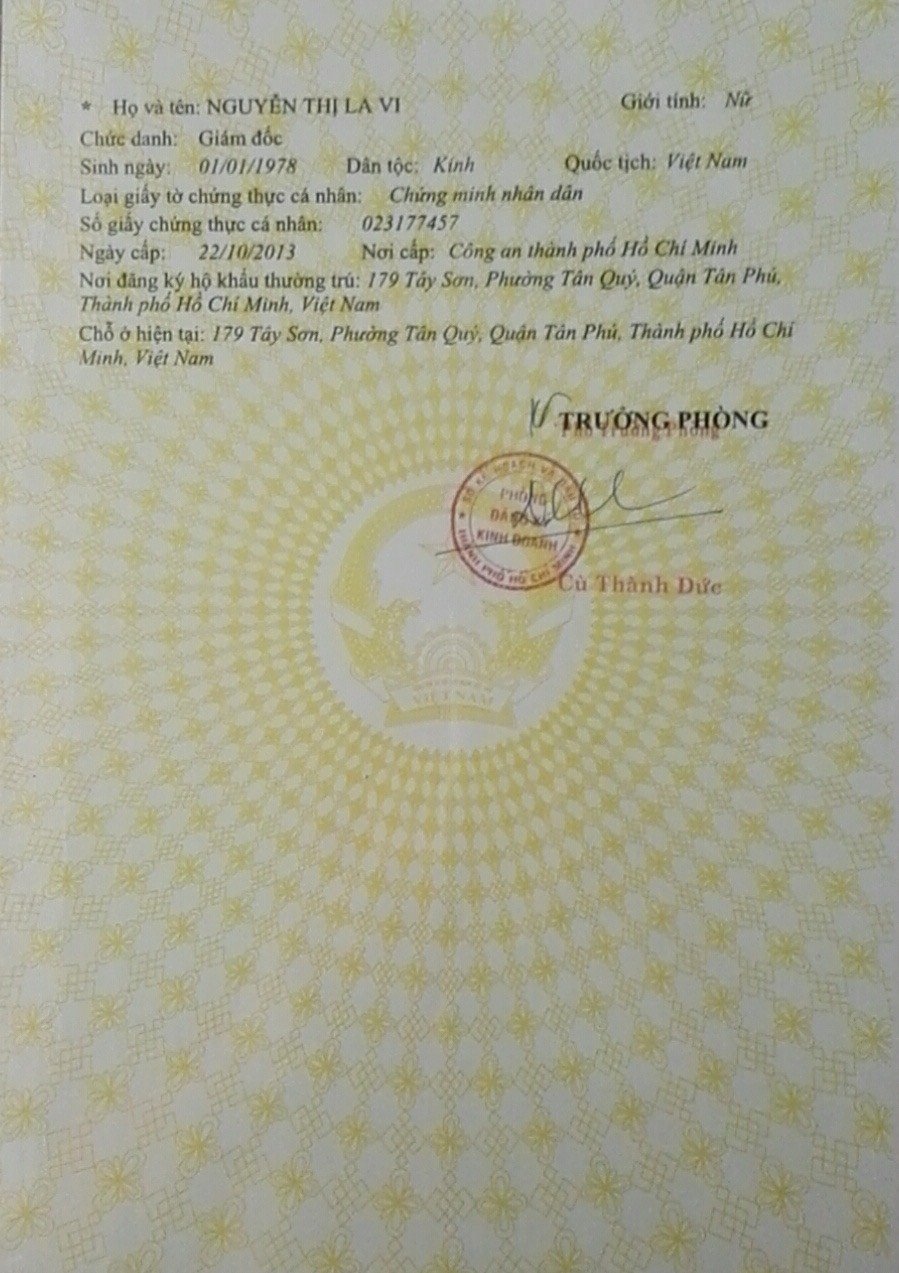 * Họ và tên: NGUYỄN THỊ LA VI Giới tính: Nữ
Chức danh: Giám đốc
Sinh ngày: 01/01/1978 Dân tộc: Kinh Quốc tịch: Việt Nam
Loại giấy tờ chứng thực cá nhân: Chứng minh nhân dân
Số giấy chứng thực cá nhân: 023177457
Ngày cấp: 22/10/2013 Nơi cấp: Công an thành phố Hồ Chí Minh
Nơi đăng ký hộ khẩu thường trú: 179 Tây Sơn, Phường Tân Quý, Quận Tân Phú,
Thành phố Hồ Chí Minh, Việt Nam
Chỗ ở hiện tại: 179 Tây Sơn, Phường Tân Quý, Quận Tân Phú, Thành phố Hồ Chí
Minh, Việt Nam
TRƯỞNG PHÒNG
Phó Trưởng Phòng
PHÒNG
KINH DOANH
THÀNH PHỐ HỒ CHÍ MINH
Cù Thành Đức
VIỆT NAM